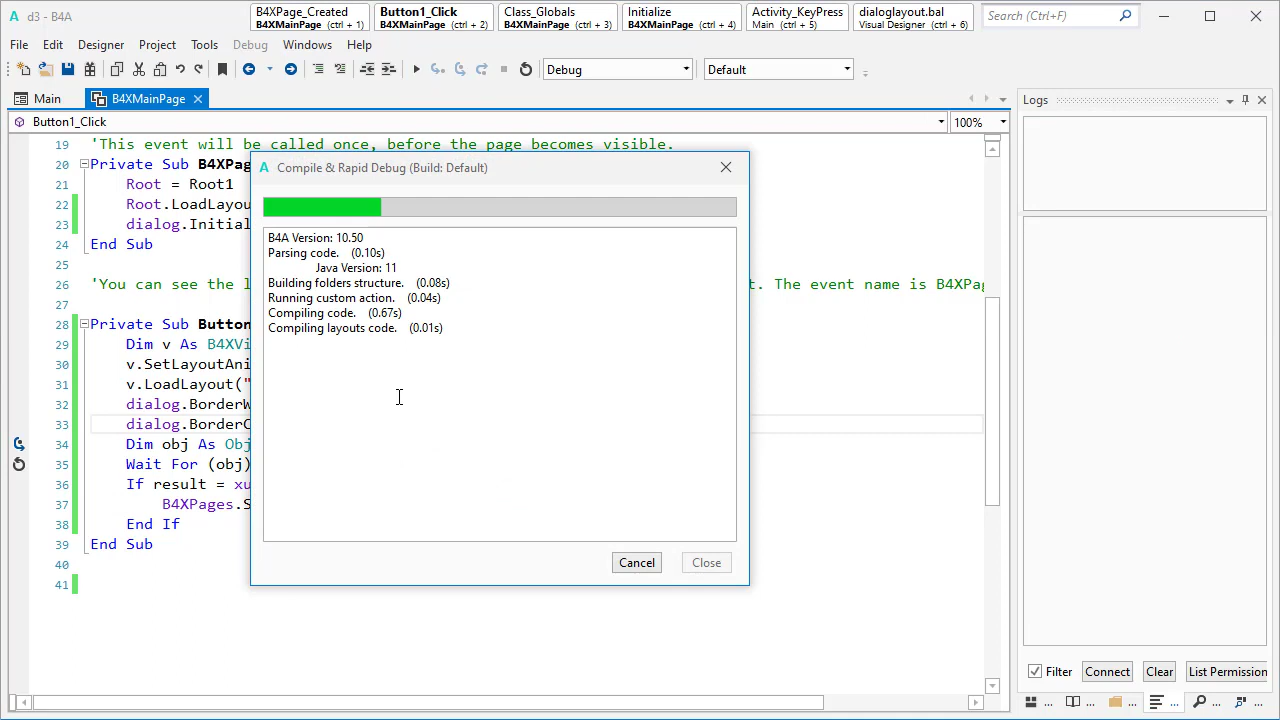 d3 - B4A
B4XPage_Created
B4XMainPage (ctrl + 1)
Button1_Click
B4XMainPage (ctrl + 2)
Class_Globals
B4XMainPage (ctrl + 3)
Initialize
B4XMainPage (ctrl + 4)
Activity_KeyPress
Main (ctrl + 5)
dialoglayout.bal
Visual Designer (ctrl + 6)
Search (Ctrl+F)
File Edit Designer Project Tools Debug Windows Help
Debug
Default
Main
B4XMainPage
Logs
Button1_Click
100%
19 'This event will be called once, before the page becomes visible.
20 Private Sub B4XPag
21 Root = Root1
22 Root.LoadLayou
23 dialog.Initial
24 End Sub
25
26 'You can see the l t. The event name is B4XPag
27
28 Private Sub Button
29 Dim v As B4XVi
30 v.SetLayoutAni
31 v.LoadLayout("
32 dialog.BorderW
33 dialog.BorderC
34 Dim obj As Obj
35 Wait For (obj)
36 If result = xu
37 B4XPages.S
38 End If
39 End Sub
40
41
Compile & Rapid Debug (Build: Default)
B4A Version: 10.50
Parsing code. (0.10s)
Java Version: 11
Building folders structure. (0.08s)
Running custom action. (0.04s)
Compiling code. (0.67s)
Compiling layouts code. (0.01s)
Cancel
Close
Filter
Connect
Clear
List Permission
... ... ... ... ... ...